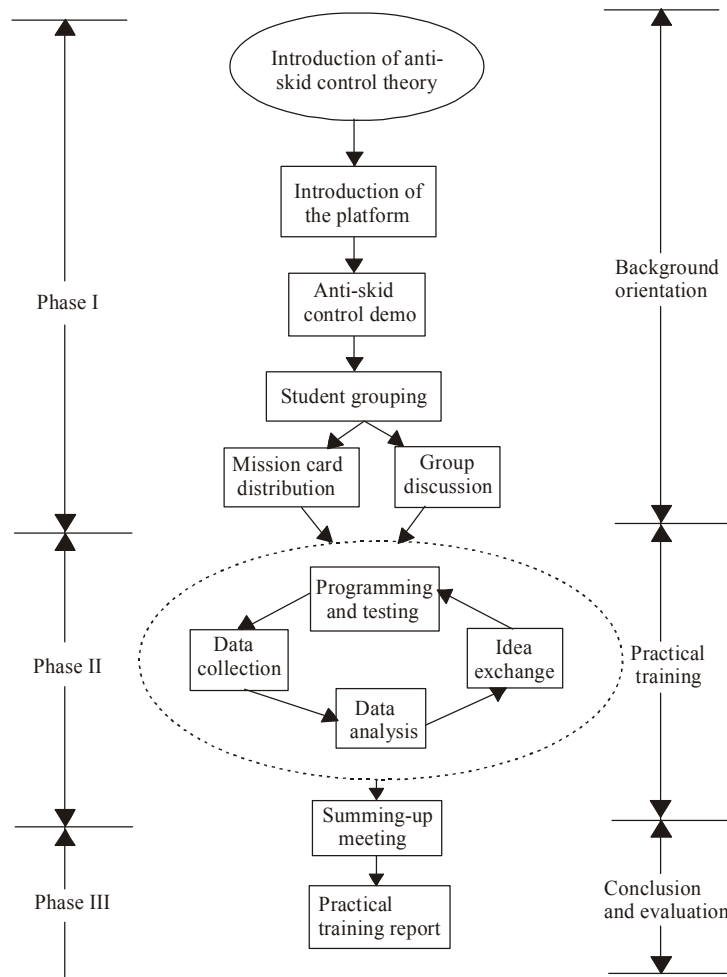 Introduction of anti-
skid control theory
Introduction of
the platform
Background
orientation
Phase I
Anti-skid
control demo
Student grouping
Mission card
distribution
Group
discussion
Programming
and testing
Data
collection
Idea
exchange
Phase II
Practical
training
Data
analysis
Summing-up
meeting
Phase III
Practical
training report
Conclusion
and evaluation